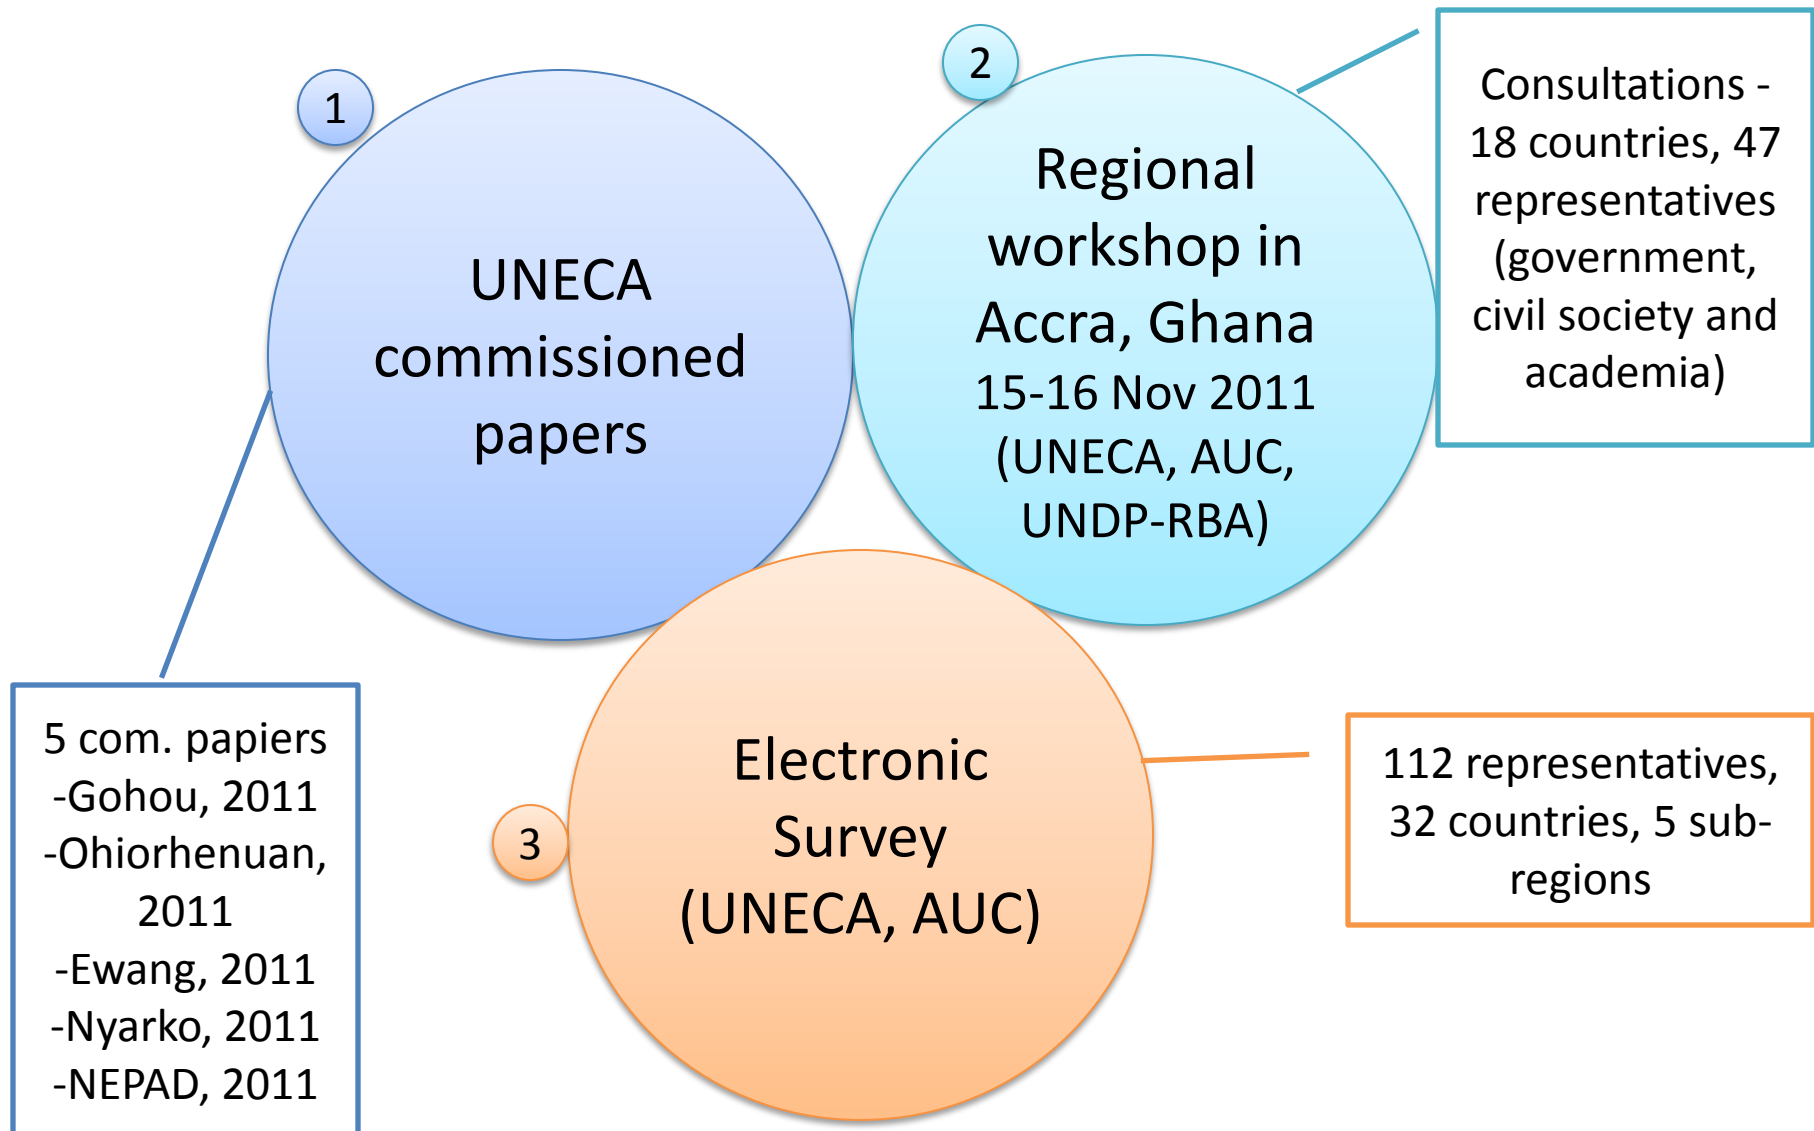 1
UNECA
commissioned
papers
5 com. papiers
-Gohou, 2011
-Ohiorhenuan,
2011
-Ewang, 2011
-Nyarko, 2011
-NEPAD, 2011
2
Regional
workshop in
Accra, Ghana
15-16 Nov 2011
(UNECA, AUC,
UNDP-RBA)
Consultations -
18 countries, 47
representatives
(government,
civil society and
academia)
3
Electronic
Survey
(UNECA, AUC)
112 representatives,
32 countries, 5 sub-
regions